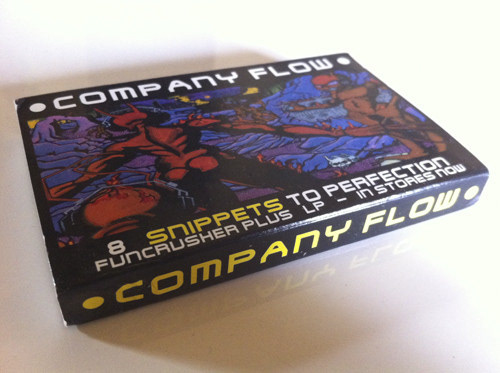 COMPANY FLOW
8 SNIPPETS TO PERFECTION
FUNCRUSHER PLUS LP - IN STORES NOW
COMPANY FLOW